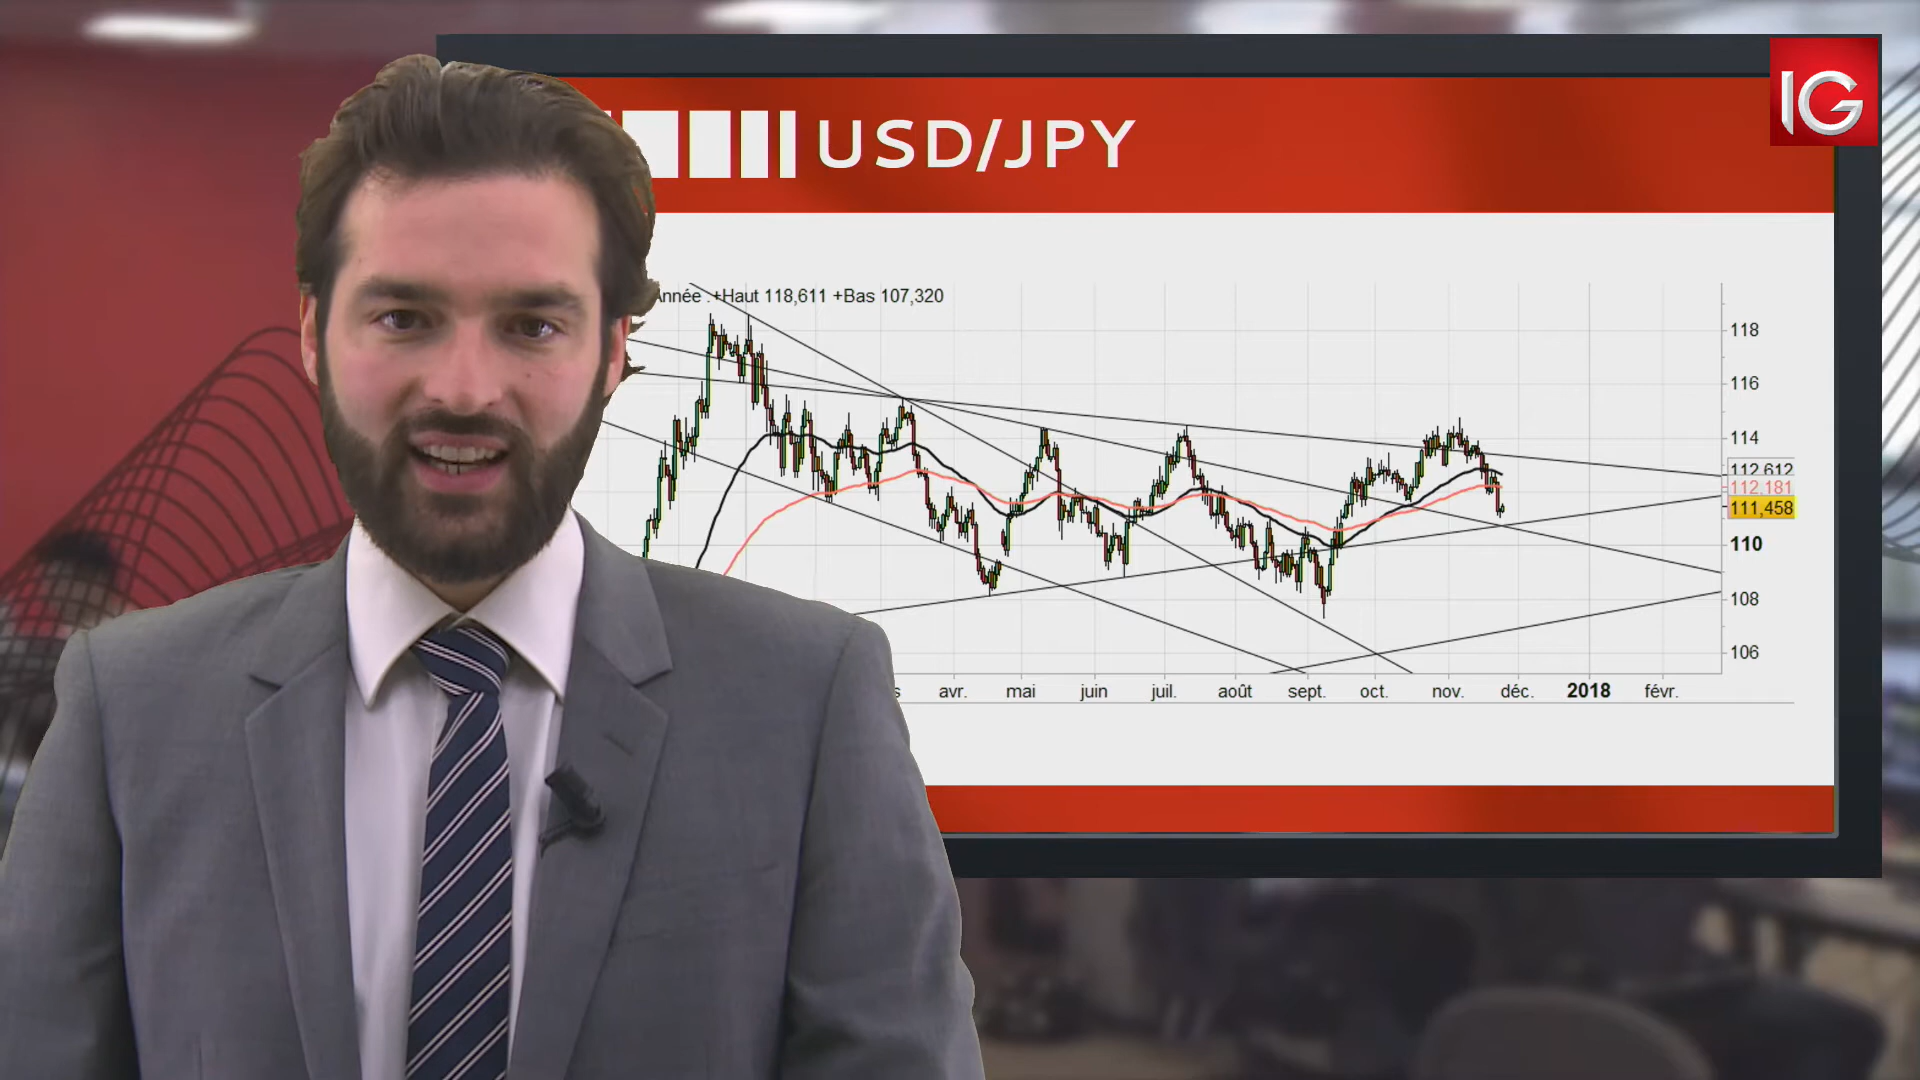 IG
USD/JPY
Année : +Haut 118,611 +Bas 107,320
118
116
114
112,612
112,181
111,458
110
108
106
avr. mai juin juil. août sept. oct. nov. déc. 2018 févr.